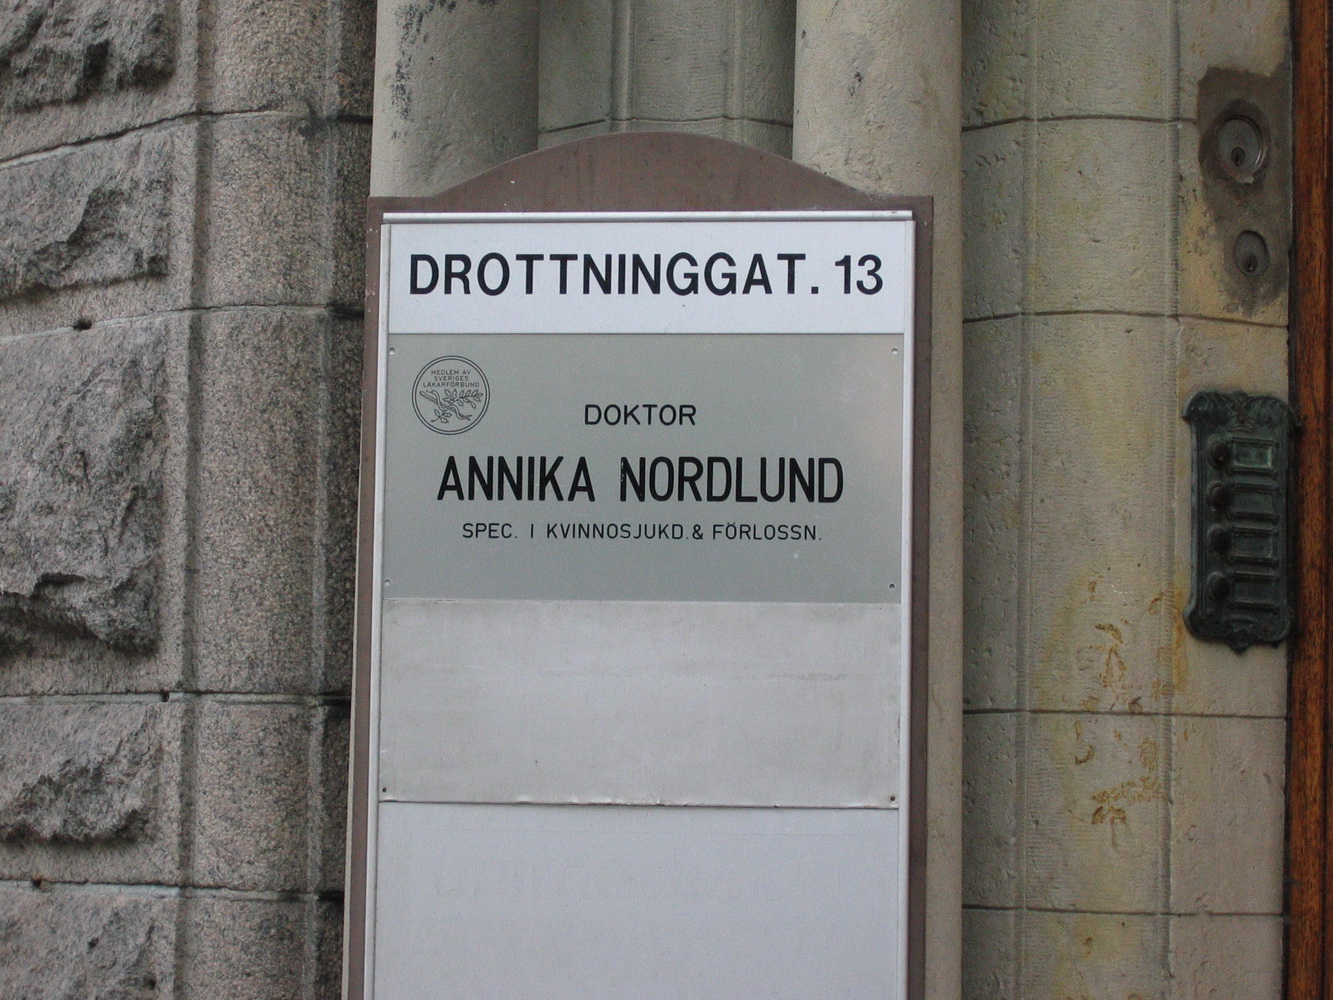 DROTTNINGGAT. 13
MEDLEM AV
SVERIGES
LÄKARFÖRBUND
DOKTOR
ANNIKA NORDLUND
SPEC. I KVINNOSJUKD. & FÖRLOSSN.